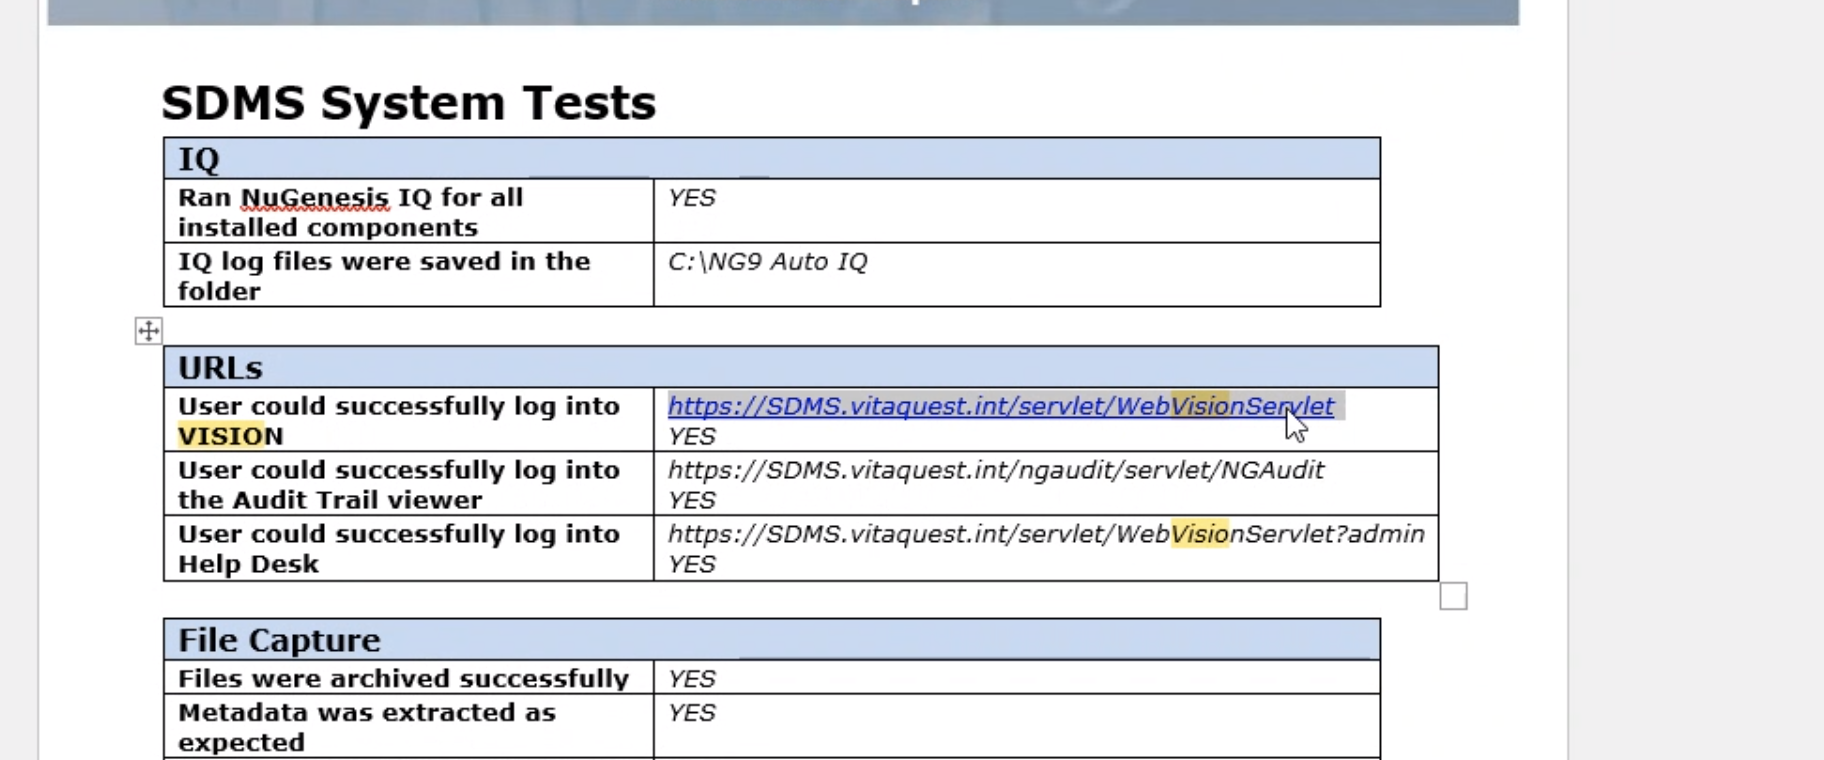 SDMS System Tests
IQ
Ran NuGenesis IQ for all
installed components
YES
IQ log files were saved in the
folder
C:\NG9 Auto IQ
URLs
User could successfully log into
VISION
https://SDMS.vitaquest.int/servlet/WebVisionServlet
YES
User could successfully log into
the Audit Trail viewer
https://SDMS.vitaquest.int/ngaudit/servlet/NGAudit
YES
User could successfully log into
Help Desk
https://SDMS.vitaquest.int/servlet/WebVisionServlet?admin
YES
File Capture
Files were archived successfully
YES
Metadata was extracted as
expected
YES